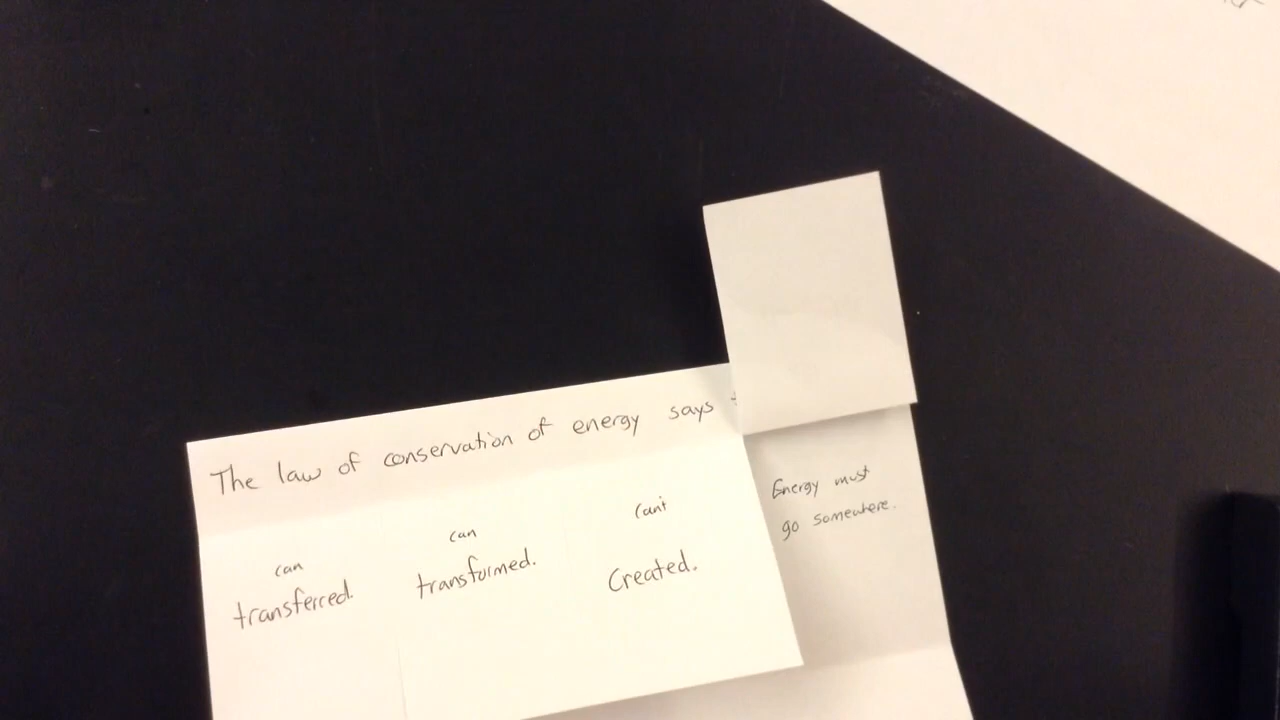 The law of conservation of energy says
can
transferred.
can
transformed.
Can't
Created.
Energy must
go somewhere.